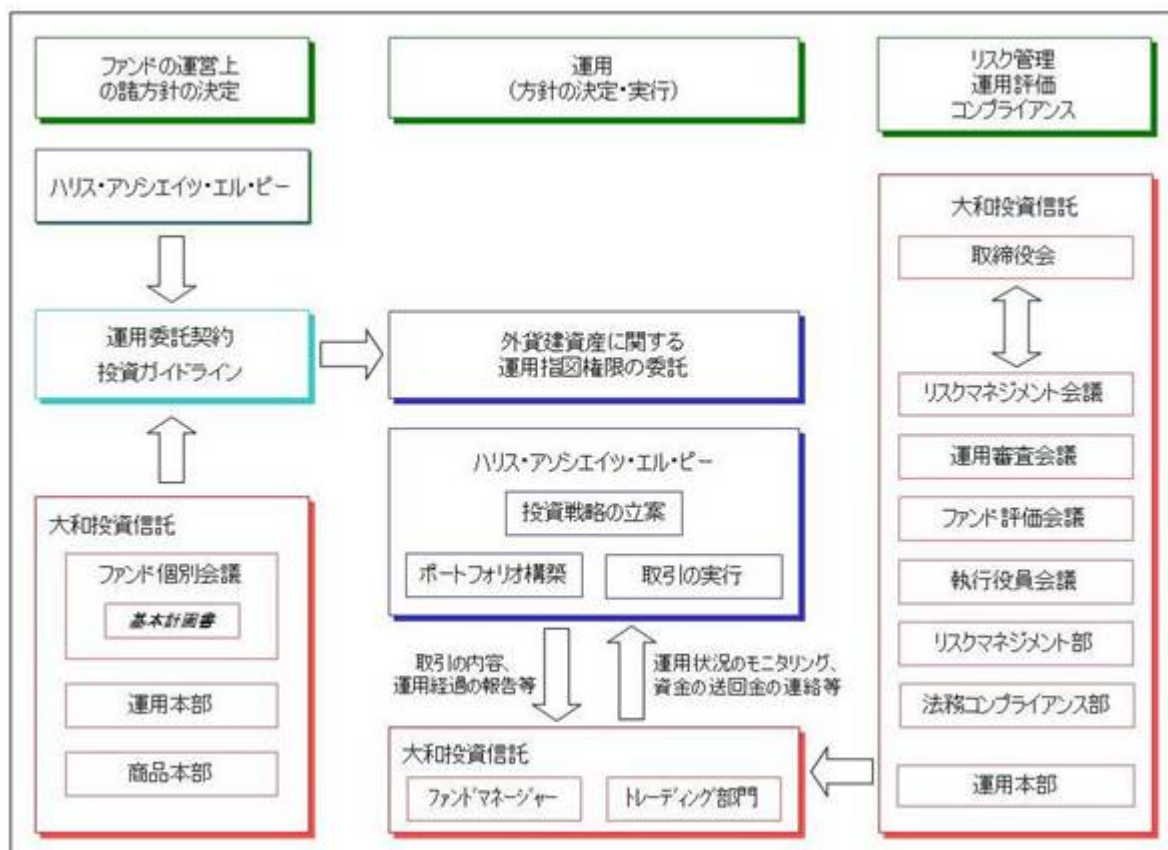 ファンドの運営上
の諸方針の決定
運用
(方針の決定・実行)
リスク管理
運用評価
コンプライアンス
ハリス・アソシエイツ・エル・ピー
運用委託契約
投資ガイドライン
外貨建資産に関する
運用指図権限の委託
ハリス・アソシエイツ・エル・ピー
投資戦略の立案
ポートフォリオ構築
取引の実行
大和投資信託
ファンド個別会議
基本計画書
運用本部
商品本部
取引の内容、
運用経過の報告等
運用状況のモニタリング、
資金の送回金の連絡等
大和投資信託
ファンドマネージャー
トレーディング部門
大和投資信託
取締役会
リスクマネジメント会議
運用審査会議
ファンド評価会議
執行役員会議
リスクマネジメント部
法務コンプライアンス部
運用本部